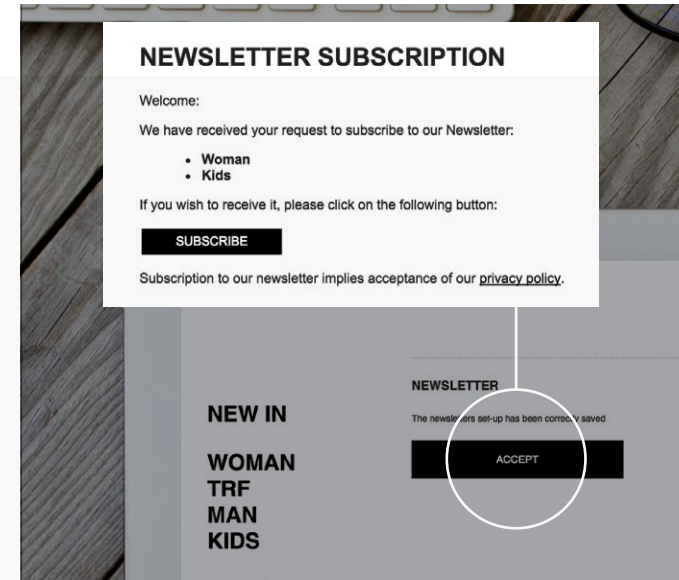 NEWSLETTER SUBSCRIPTION
Welcome:
We have received your request to subscribe to our Newsletter:
• Woman
• Kids
If you wish to receive it, please click on the following button:
SUBSCRIBE
Subscription to our newsletter implies acceptance of our privacy policy.
NEWSLETTER
The newsletters set-up has been correctly saved
ACCEPT
NEW IN
WOMAN
TRF
MAN
KIDS